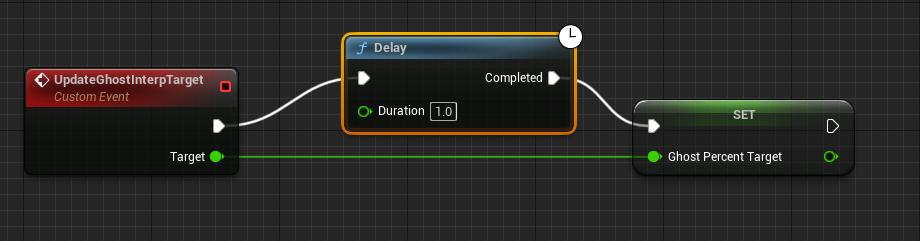 UpdateGhostInterpTarget
Custom Event
Target
f Delay
Completed
Duration 1.0
SET
Ghost Percent Target